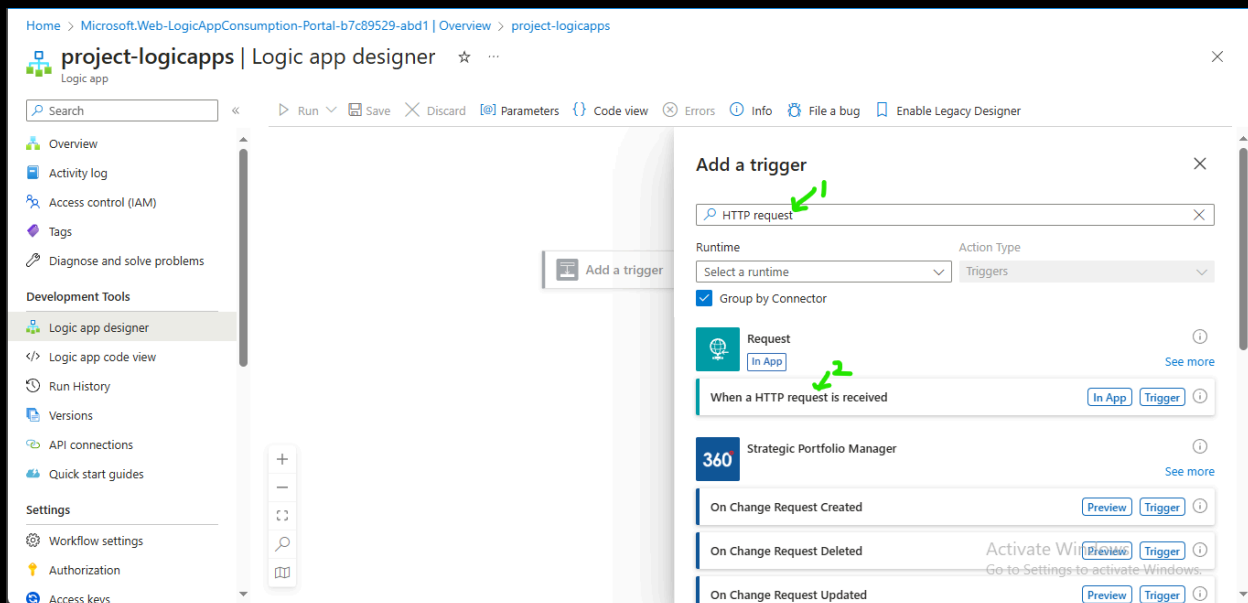 Home > Microsoft.Web-LogicAppConsumption-Portal-b7c89529-abd1 | Overview > project-logicapps
project-logicapps | Logic app designer ☆ ...
Logic app
Search «
Run Save Discard Parameters Code view Errors Info File a bug Enable Legacy Designer
Overview
Activity log
Access control (IAM)
Tags
Diagnose and solve problems
Development Tools
Logic app designer
Logic app code view
Run History
Versions
API connections
Quick start guides
Settings
Workflow settings
Authorization
Access keys
Add a trigger
Add a trigger
1
HTTP request
Runtime Action Type
Select a runtime Triggers
Group by Connector
Request
In App
See more
2
When a HTTP request is received In App Trigger
360
Strategic Portfolio Manager
See more
On Change Request Created Preview Trigger
On Change Request Deleted Preview Trigger
On Change Request Updated Preview Trigger
Activate Windows
Go to Settings to activate Windows.